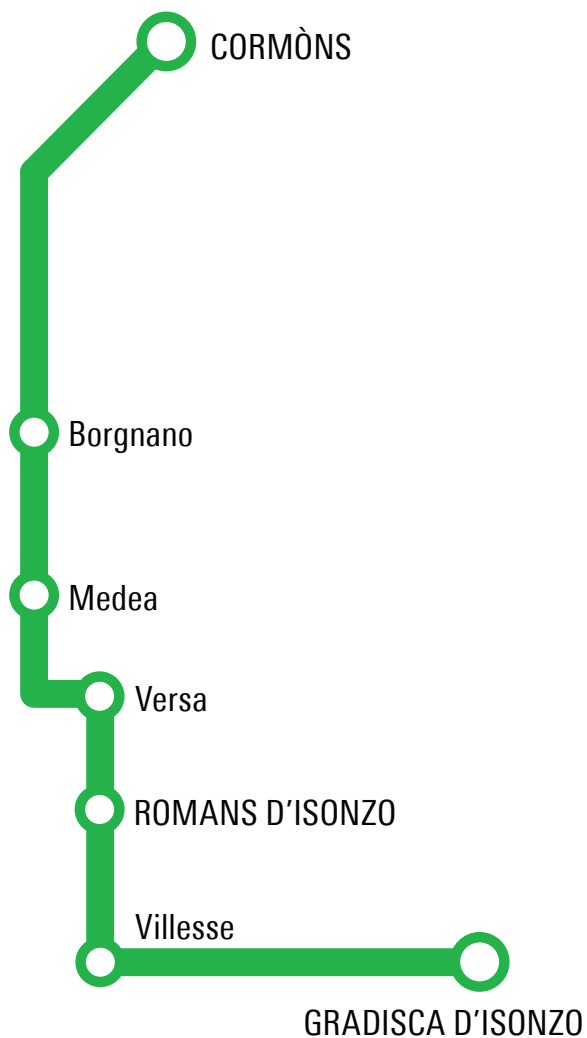 CORMÒNS
Borgnano
Medea
Versa
ROMANS D’ISONZO
Villesse
GRADISCA D’ISONZO